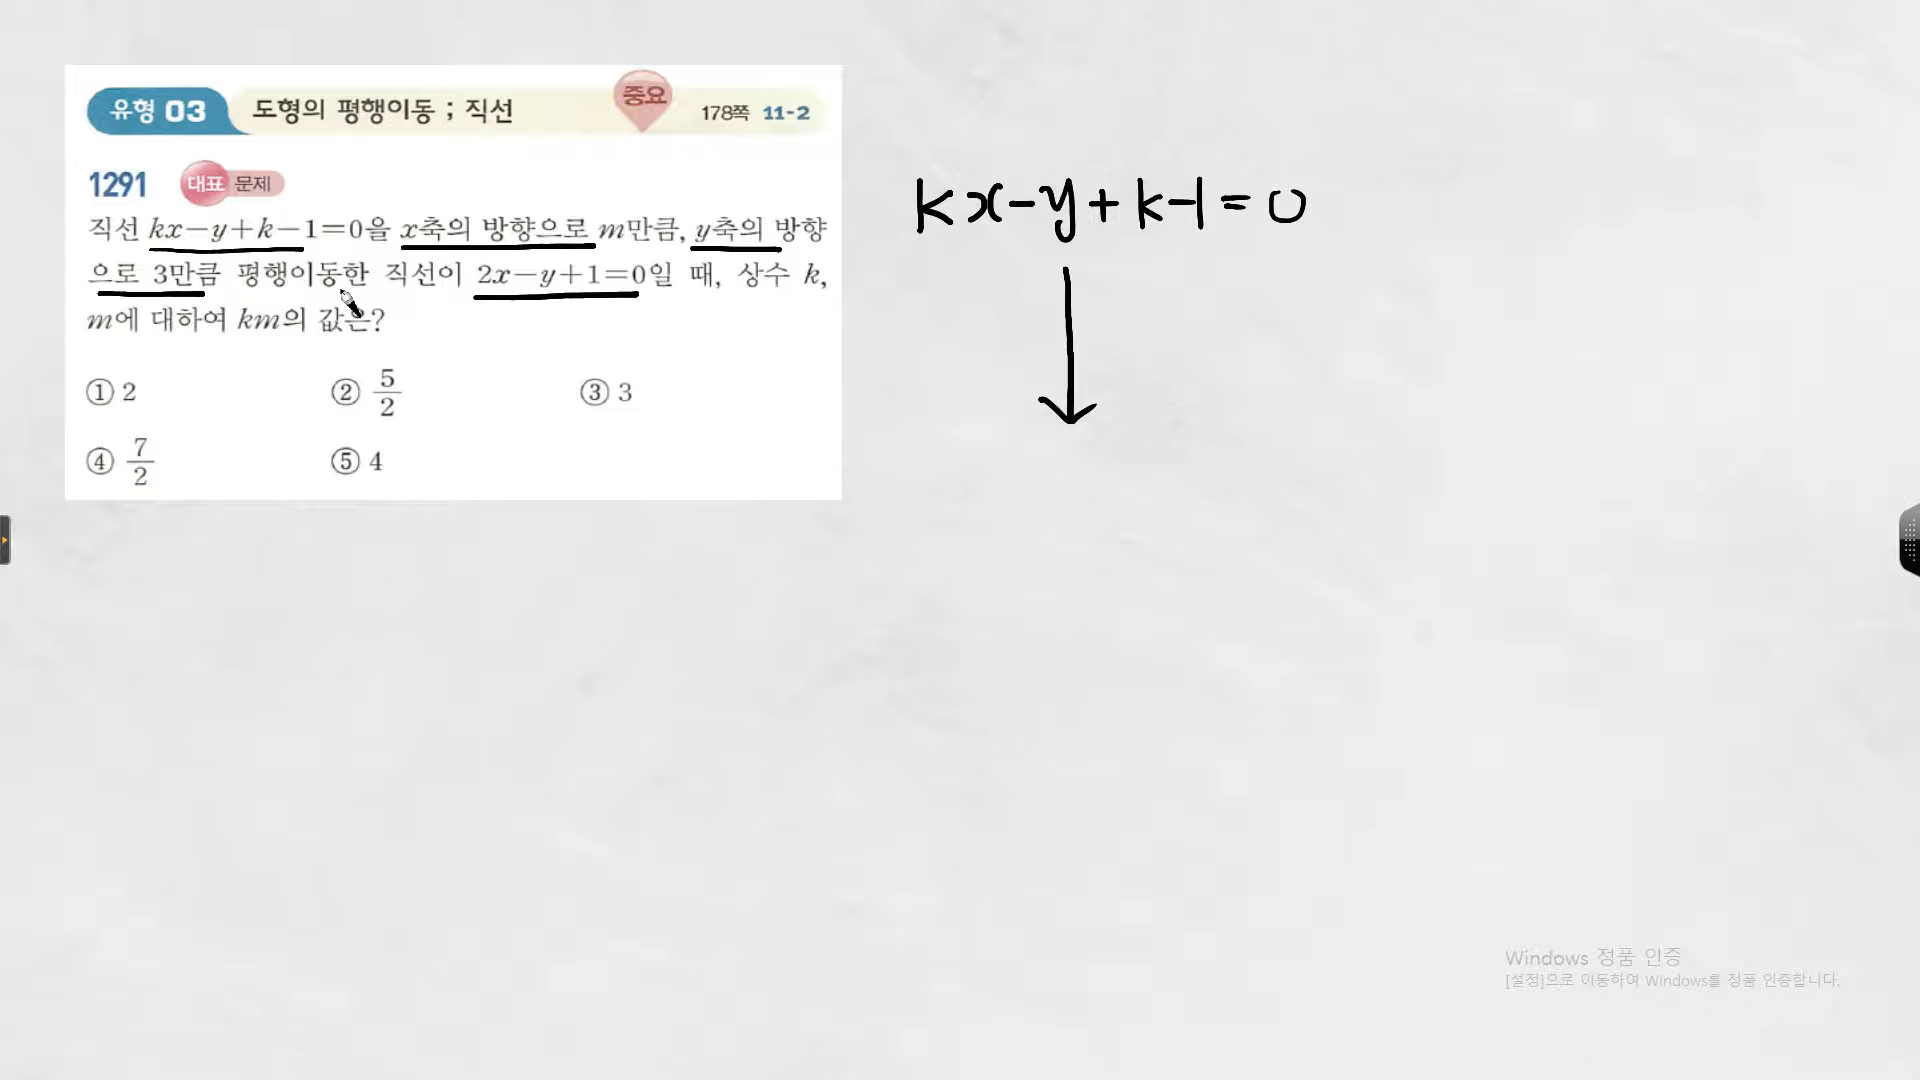 유형 03 도형의 평행이동 ; 직선 중요 178쪽 11-2
1291 대표 문제
직선 kx-y+k-1=0을 x축의 방향으로 m만큼, y축의 방향
으로 3만큼 평행이동한 직선이 2x-y+1=0일 때, 상수 k,
m에 대하여 km의 값은?
① 2 ② 5/2 ③ 3
④ 7/2 ⑤ 4
kx-y+k-1=0
Windows 정품 인증
[설정]으로 이동하여 Windows를 정품 인증합니다.